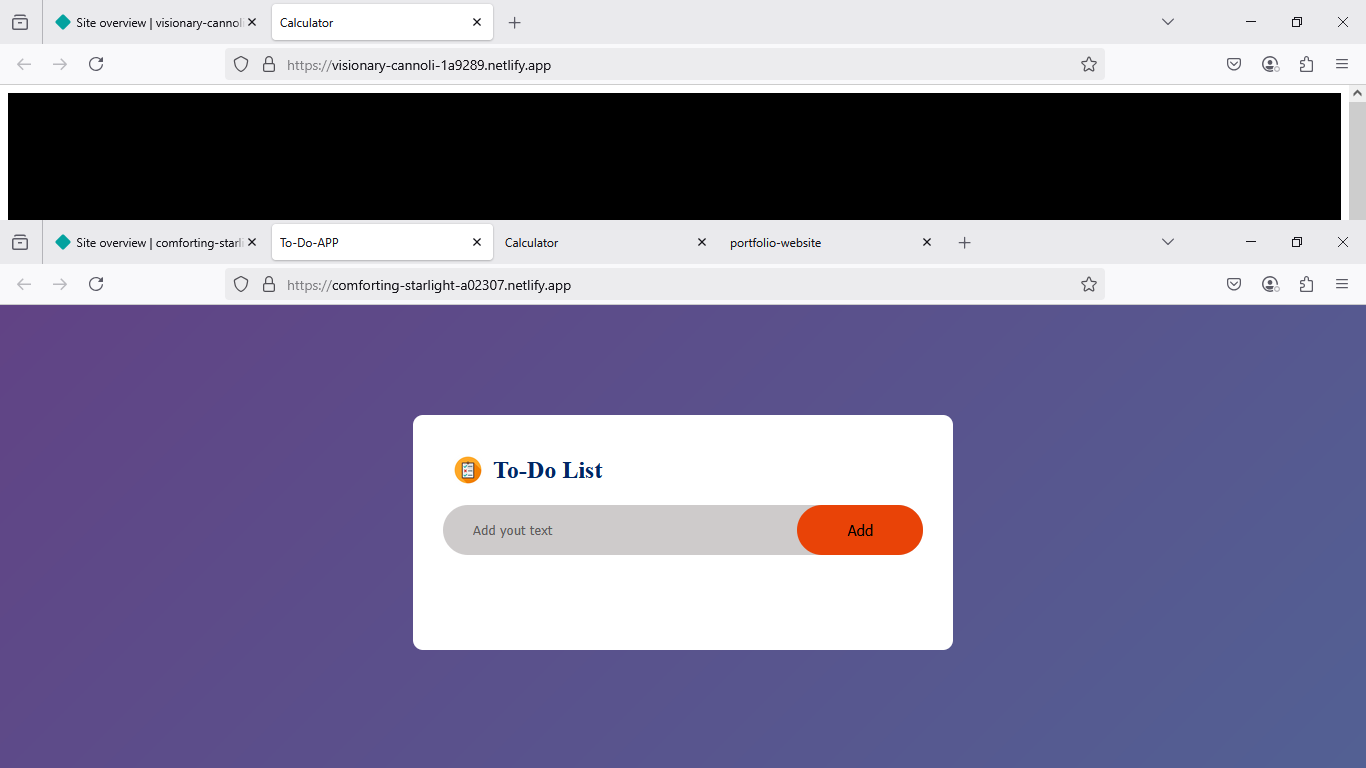 Site overview | visionary-cannoli
Calculator
https://visionary-cannoli-1a9289.netlify.app
Site overview | comforting-starli
To-Do-APP
Calculator
portfolio-website
https://comforting-starlight-a02307.netlify.app
To-Do List
Add yout text
Add